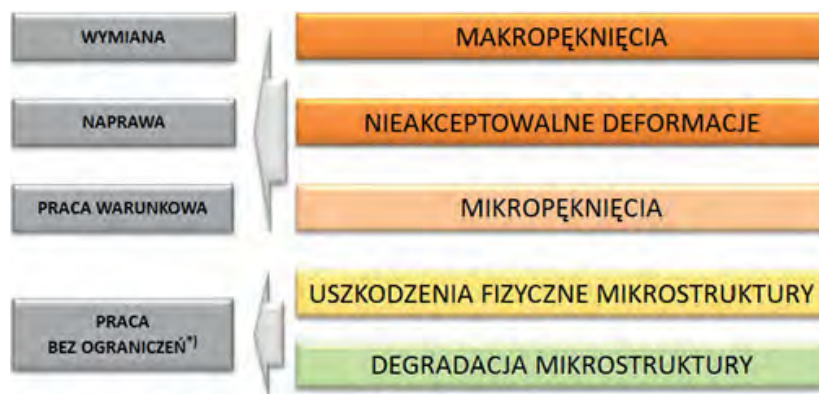 WYMIANA
MAKROPĘKNIĘCIA
NAPRAWA
NIEAKCEPTOWALNE DEFORMACJE
PRACA WARUNKOWA
MIKROPĘKNIĘCIA
USZKODZENIA FIZYCZNE MIKROSTRUKTURY
PRACA
BEZ OGRANICZEŃ*)
DEGRADACJA MIKROSTRUKTURY